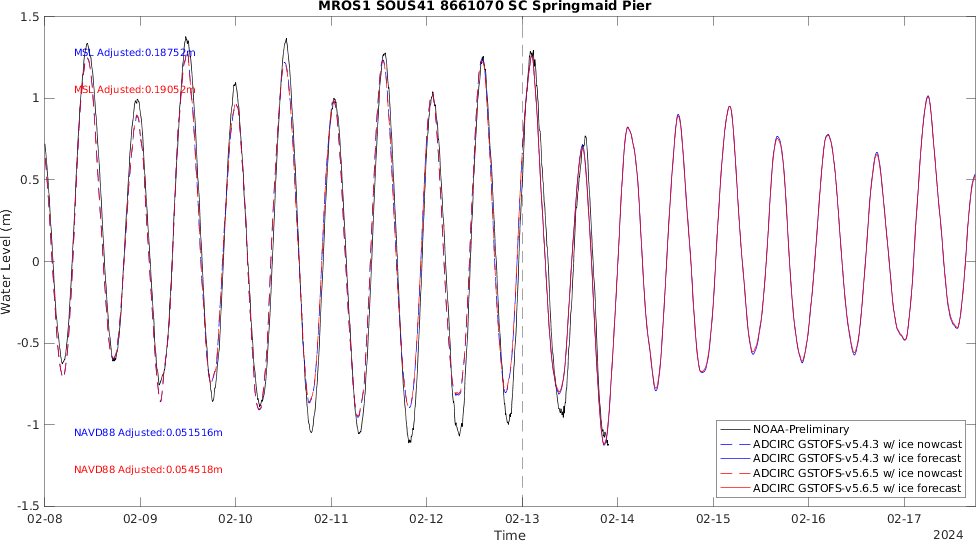 MROS1 SOUS41 8661070 SC Springmaid Pier
1.5
1
0.5
0
-0.5
-1
-1.5
Water Level (m)
MSL Adjusted:0.18752m
MSL Adjusted:0.19052m
NAVD88 Adjusted:0.051516m
NAVD88 Adjusted:0.054518m
NOAA-Preliminary
ADCIRC GSTOFS-v5.4.3 w/ ice nowcast
ADCIRC GSTOFS-v5.4.3 w/ ice forecast
ADCIRC GSTOFS-v5.6.5 w/ ice nowcast
ADCIRC GSTOFS-v5.6.5 w/ ice forecast
02-08 02-09 02-10 02-11 02-12 02-13 02-14 02-15 02-16 02-17
Time
2024